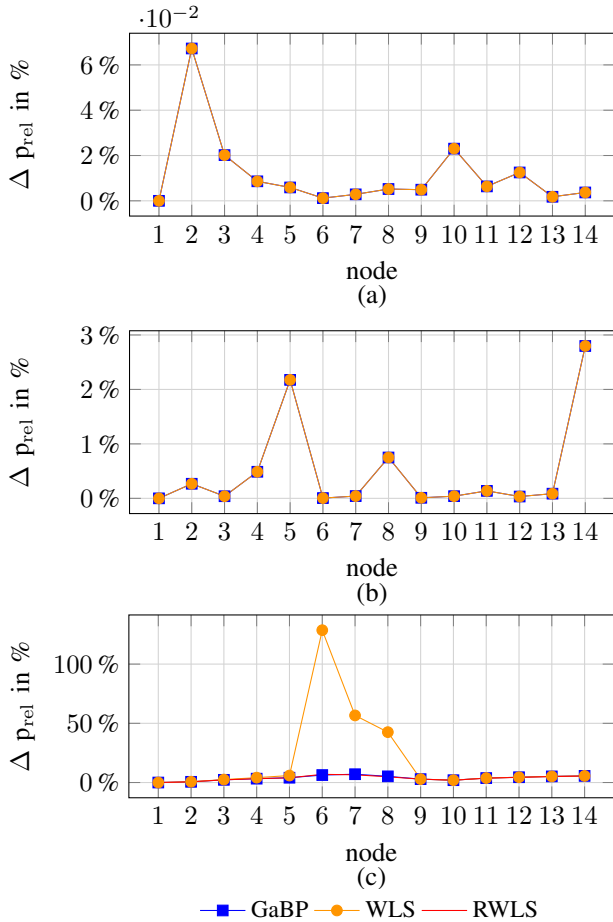 ·10⁻²
6 %
4 %
2 %
0 %
Δ p_rel in %
1 2 3 4 5 6 7 8 9 10 11 12 13 14
node
(a)
3 %
2 %
1 %
0 %
Δ p_rel in %
1 2 3 4 5 6 7 8 9 10 11 12 13 14
node
(b)
100 %
50 %
0 %
Δ p_rel in %
1 2 3 4 5 6 7 8 9 10 11 12 13 14
node
(c)
GaBP WLS RWLS